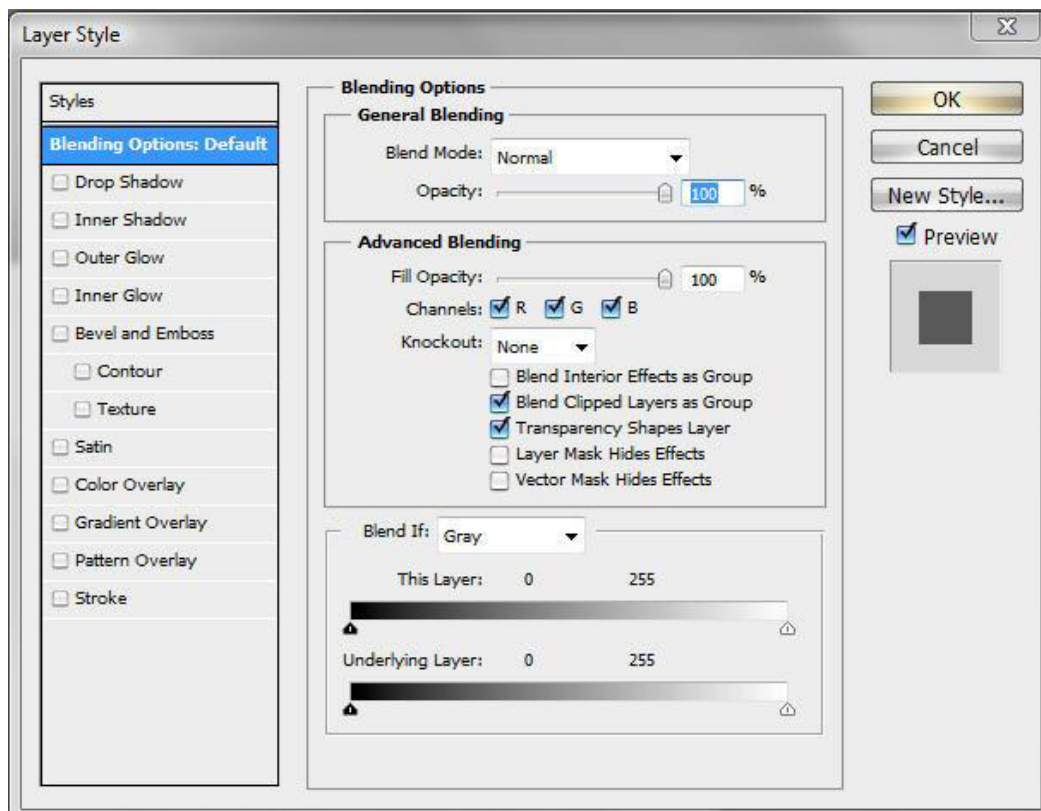 Layer Style
Styles
Blending Options: Default
Drop Shadow
Inner Shadow
Outer Glow
Inner Glow
Bevel and Emboss
Contour
Texture
Satin
Color Overlay
Gradient Overlay
Pattern Overlay
Stroke
Blending Options
General Blending
Blend Mode: Normal
Opacity: 100 %
Advanced Blending
Fill Opacity: 100 %
Channels: R G B
Knockout: None
Blend Interior Effects as Group
Blend Clipped Layers as Group
Transparency Shapes Layer
Layer Mask Hides Effects
Vector Mask Hides Effects
Blend If: Gray
This Layer: 0 255
Underlying Layer: 0 255
OK
Cancel
New Style...
Preview